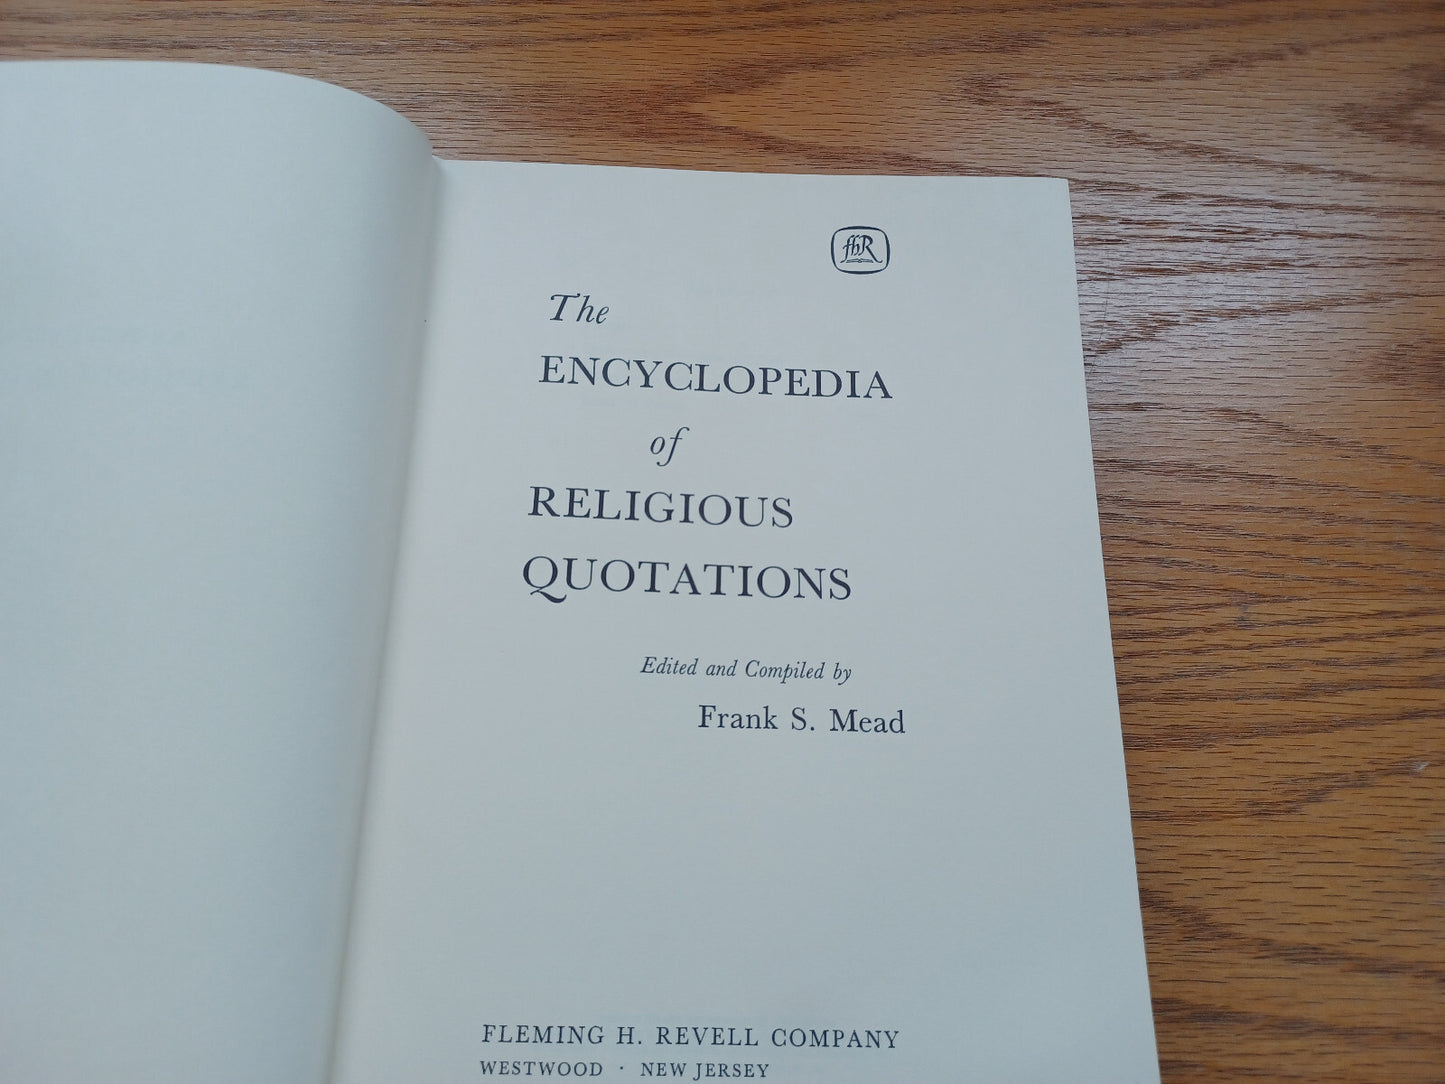 fhR
The
ENCYCLOPEDIA
of
RELIGIOUS
QUOTATIONS
Edited and Compiled by
Frank S. Mead
FLEMING H. REVELL COMPANY
WESTWOOD · NEW JERSEY